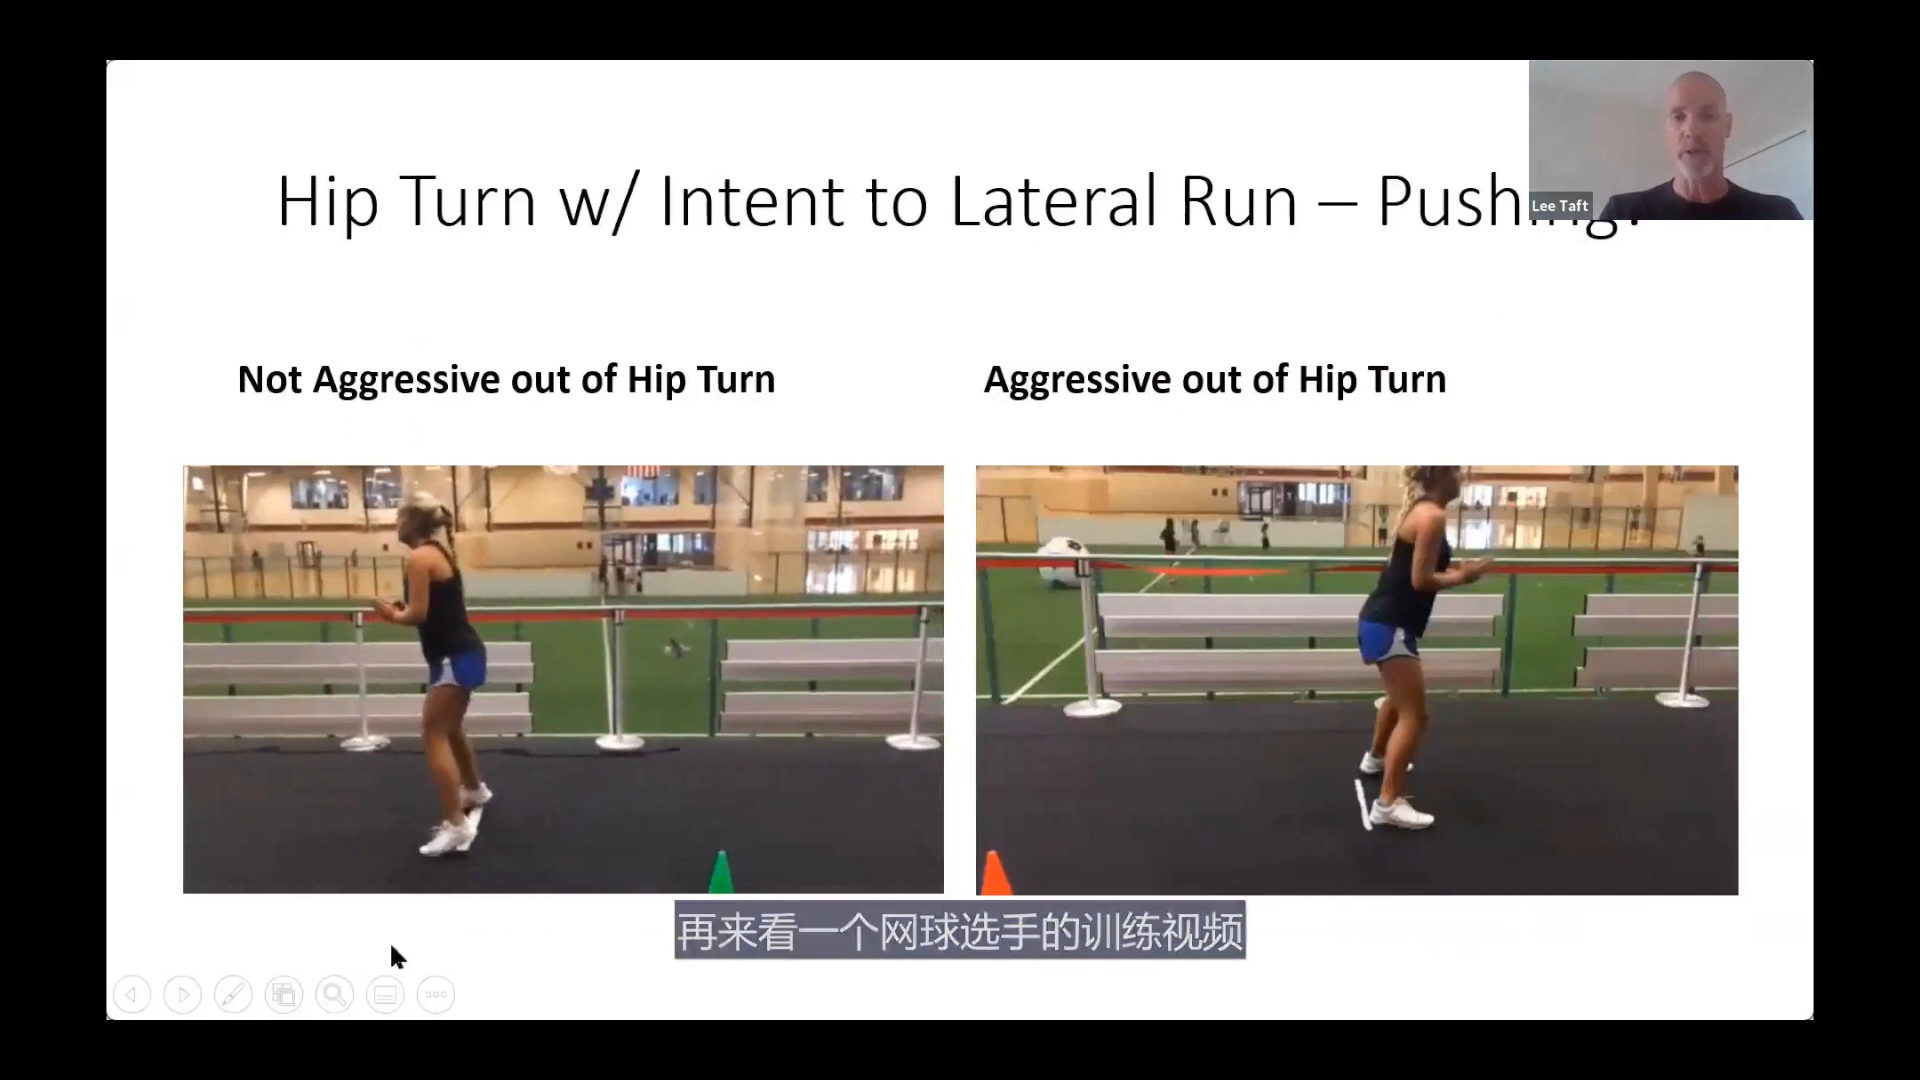 Hip Turn w/ Intent to Lateral Run – Pushing?
Lee Taft
Not Aggressive out of Hip Turn
Aggressive out of Hip Turn
再来看一个网球选手的训练视频